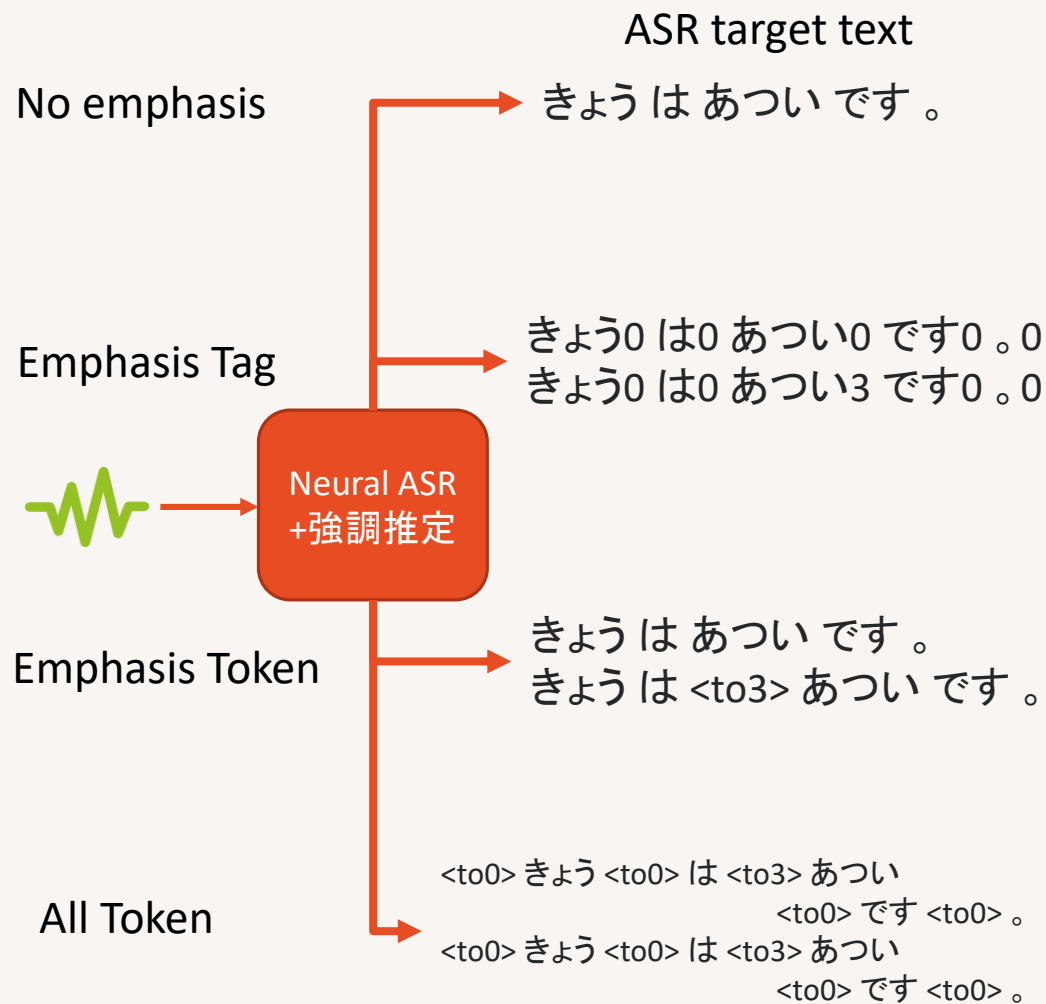 ASR target text
No emphasis
きょう は あつい です 。
Emphasis Tag
きょう0 は0 あつい0 です0 。0
きょう0 は0 あつい3 です0 。0
Neural ASR
+強調推定
Emphasis Token
きょう は あつい です 。
きょう は <to3> あつい です 。
All Token
<to0> きょう <to0> は <to3> あつい
<to0> です <to0> 。
<to0> きょう <to0> は <to3> あつい
<to0> です <to0> 。